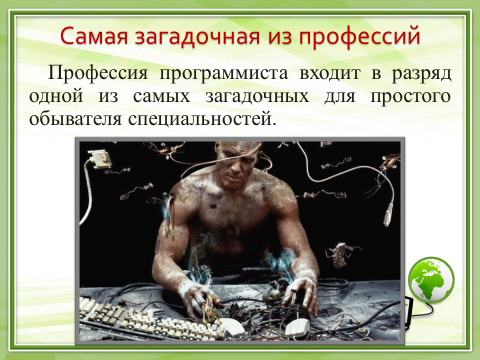 Самая загадочная из профессий
Профессия программиста входит в разряд
одной из самых загадочных для простого
обывателя специальностей.